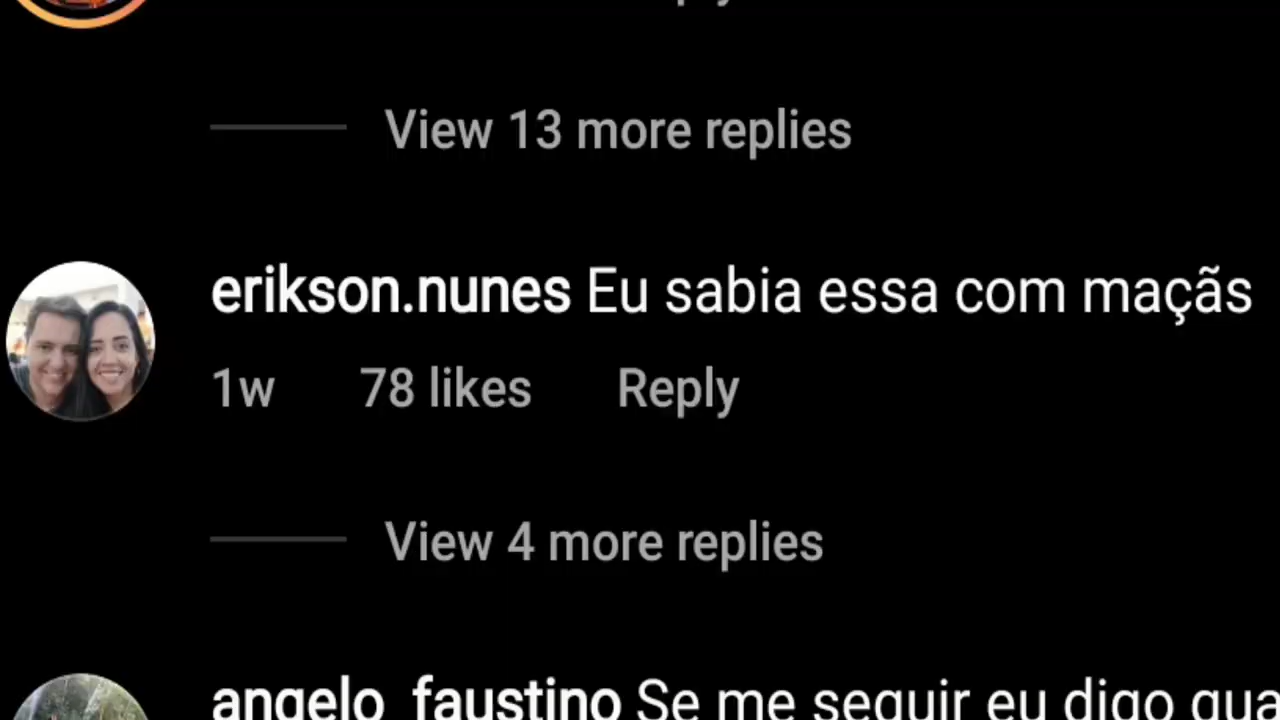 View 13 more replies
erikson.nunes Eu sabia essa com maçãs
1w 78 likes Reply
View 4 more replies
angelo_faustino Se me seguir eu digo